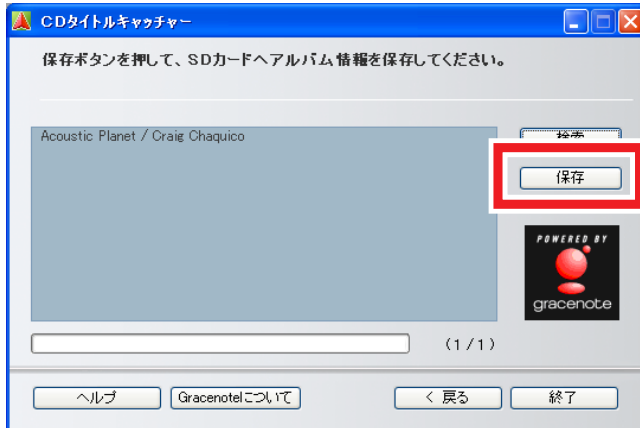 CDタイトルキャッチャー
保存ボタンを押して、SDカードへアルバム情報を保存してください。
Acoustic Planet / Craig Chaquico
検索
保存
POWERED BY
gracenote
(1/1)
ヘルプ
Gracenoteについて
< 戻る
終了